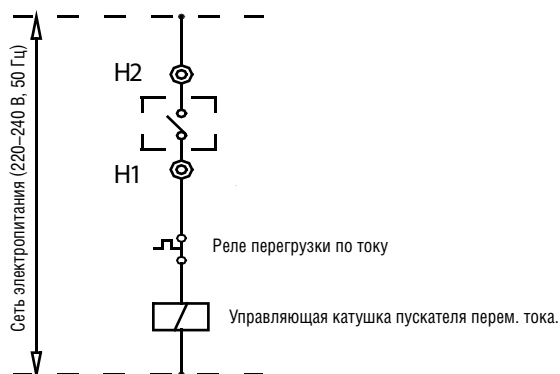 Сеть электропитания (220–240 В, 50 Гц)
H2
H1
Реле перегрузки по току
Управляющая катушка пускателя перем. тока.